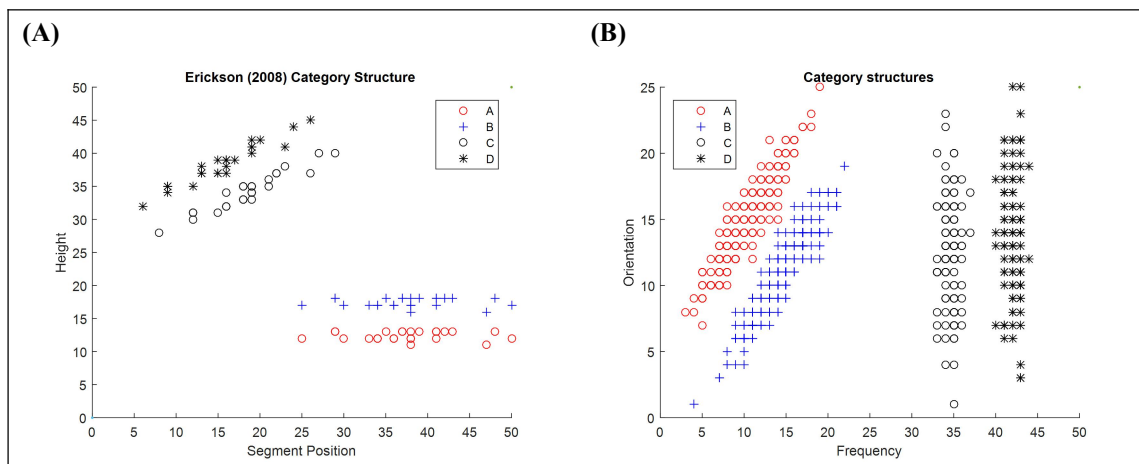 (A)
Erickson (2008) Category Structure
A
B
C
D
Height
50
45
40
35
30
25
20
15
10
5
0
0 5 10 15 20 25 30 35 40 45 50
Segment Position
(B)
Category structures
A
B
C
D
Orientation
25
20
15
10
5
0
0 5 10 15 20 25 30 35 40 45 50
Frequency